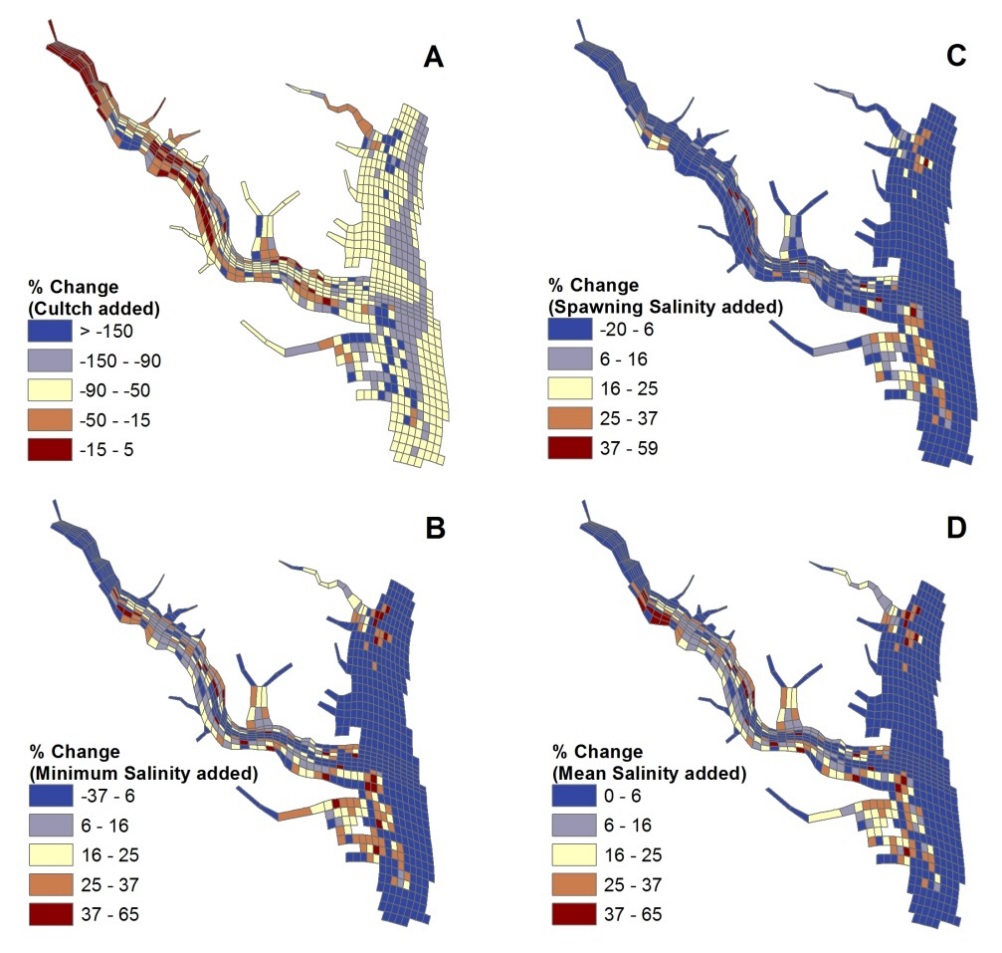 A
% Change
(Cultch added)
> -150
-150 - -90
-90 - -50
-50 - -15
-15 - 5
C
% Change
(Spawning Salinity added)
-20 - 6
6 - 16
16 - 25
25 - 37
37 - 59
B
% Change
(Minimum Salinity added)
-37 - 6
6 - 16
16 - 25
25 - 37
37 - 65
D
% Change
(Mean Salinity added)
0 - 6
6 - 16
16 - 25
25 - 37
37 - 65